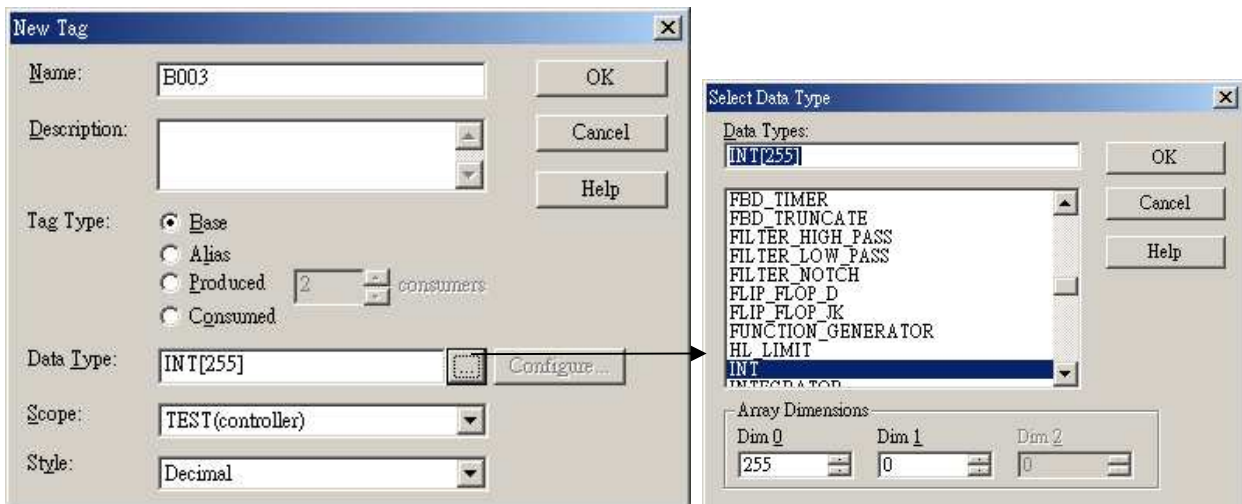 New Tag
Name:
B003
OK
Description:
Cancel
Help
Tag Type:
Base
Alias
Produced
2
consumers
Consumed
Data Type:
INT[255]
...
Configure...
Scope:
TEST(controller)
Style:
Decimal
Select Data Type
Data Types:
INT[255]
OK
Cancel
Help
FBD_TIMER
FBD_TRUNCATE
FILTER_HIGH_PASS
FILTER_LOW_PASS
FILTER_NOTCH
FLIP_FLOP_D
FLIP_FLOP_JK
FUNCTION_GENERATOR
HL_LIMIT
INT
INTEGRATOR
Array Dimensions
Dim 0
Dim 1
Dim 2
255
0
0